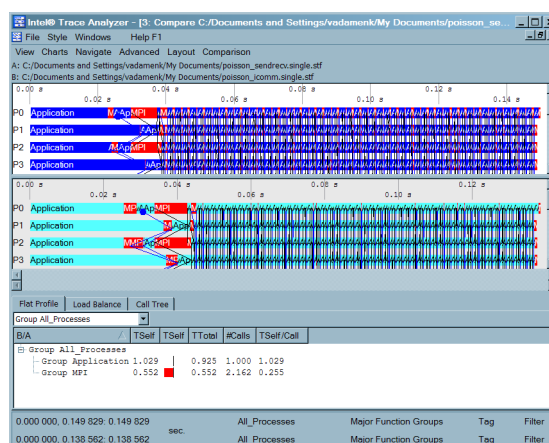 Intel® Trace Analyzer - [3: Compare C:/Documents and Settings/vadamenk/My Documents/poisson_se
File Style Windows Help F1
View Charts Navigate Advanced Layout Comparison
A: C:/Documents and Settings/vadamenk/My Documents/poisson_sendrecv.single.stf
B: C:/Documents and Settings/vadamenk/My Documents/poisson_icomm.single.stf
0.00 s 0.04 s 0.08 s 0.12 s
0.02 s 0.06 s 0.10 s 0.14 s
P0 Application MPI
P1 Application
P2 Application MPI
P3 Application
0.00 s 0.04 s 0.08 s 0.12 s
0.02 s 0.06 s 0.10 s
P0 Application MPI
P1 Application
P2 Application MPI
P3 Application
Flat Profile Load Balance Call Tree
Group All_Processes
B/A TSelf TSelf TTotal #Calls TSelf/Call
Group All_Processes
Group Application 1.029 0.925 1.000 1.029
Group MPI 0.552 0.552 2.162 0.255
0.000 000, 0.149 829: 0.149 829 sec. All_Processes Major Function Groups Tag Filter
0.000 000, 0.138 562: 0.138 562 All_Processes Major Function Groups Tag Filter